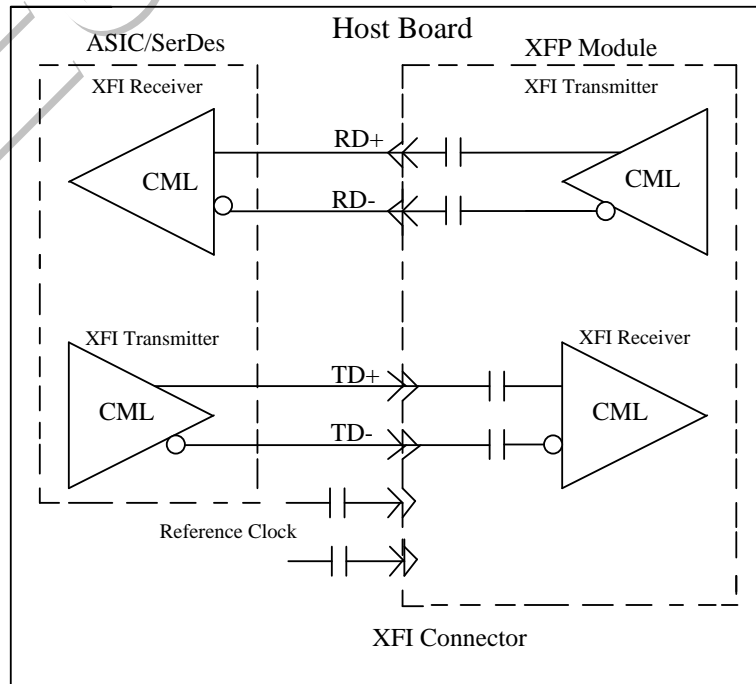 Host Board
ASIC/SerDes
XFP Module
XFI Receiver
XFI Transmitter
RD+
CML
CML
RD-
XFI Transmitter
XFI Receiver
TD+
CML
CML
TD-
Reference Clock
XFI Connector